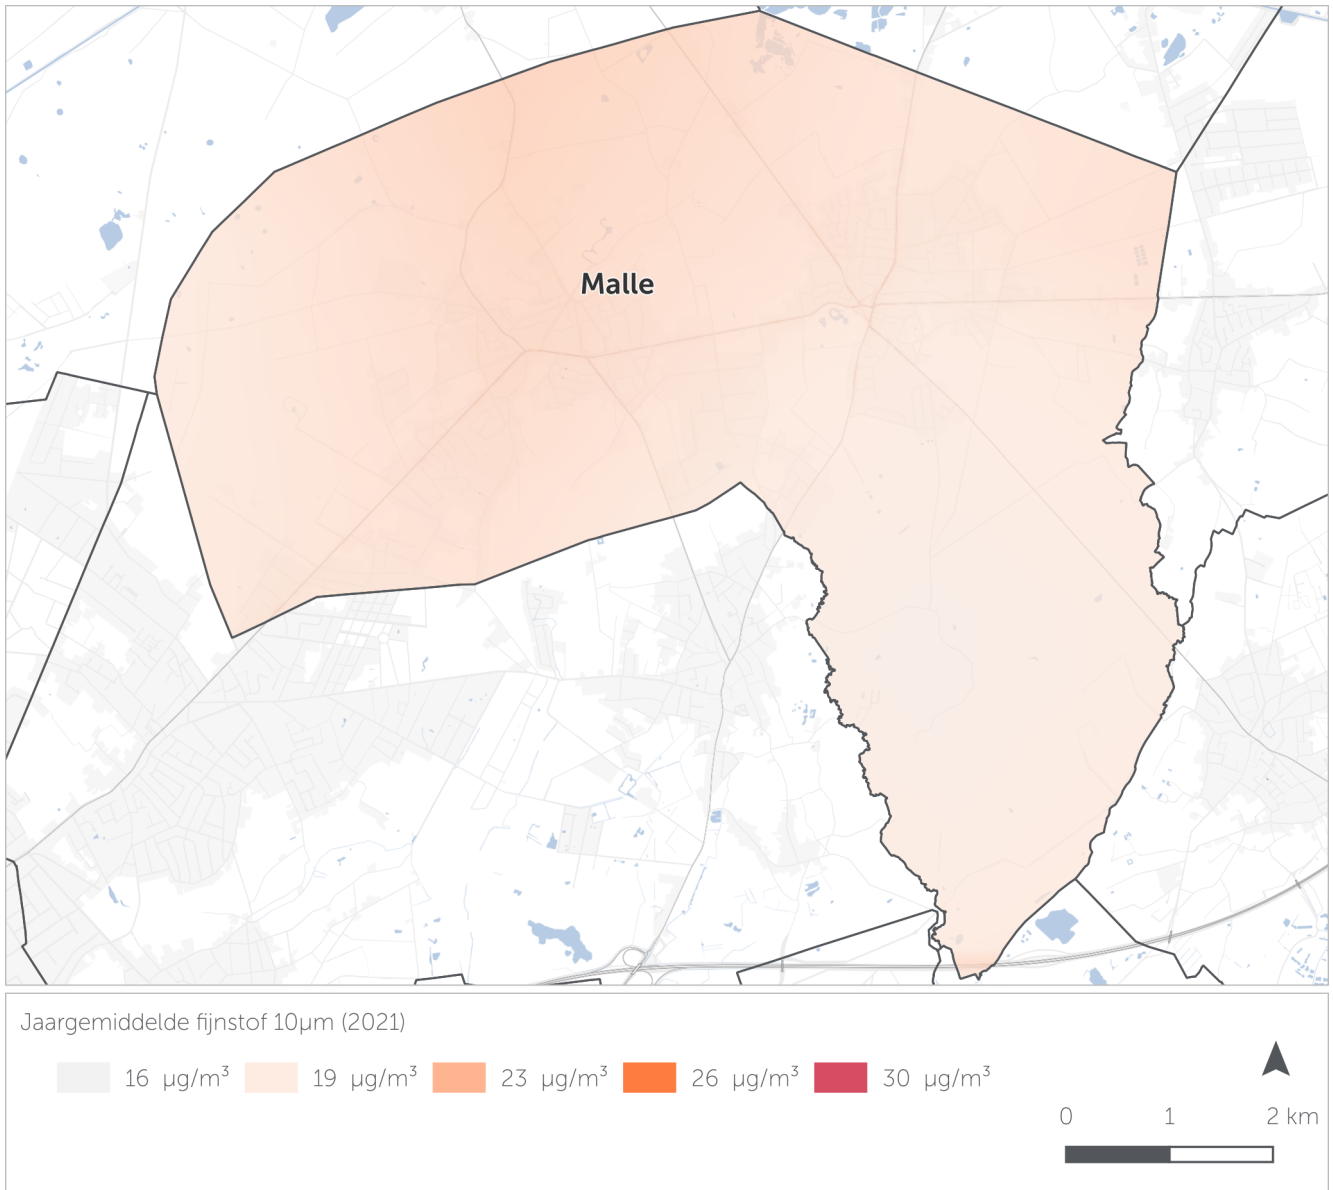 Malle
Jaargemiddelde fijnstof 10µm (2021)
16 µg/m³ 19 µg/m³ 23 µg/m³ 26 µg/m³ 30 µg/m³
0 1 2 km